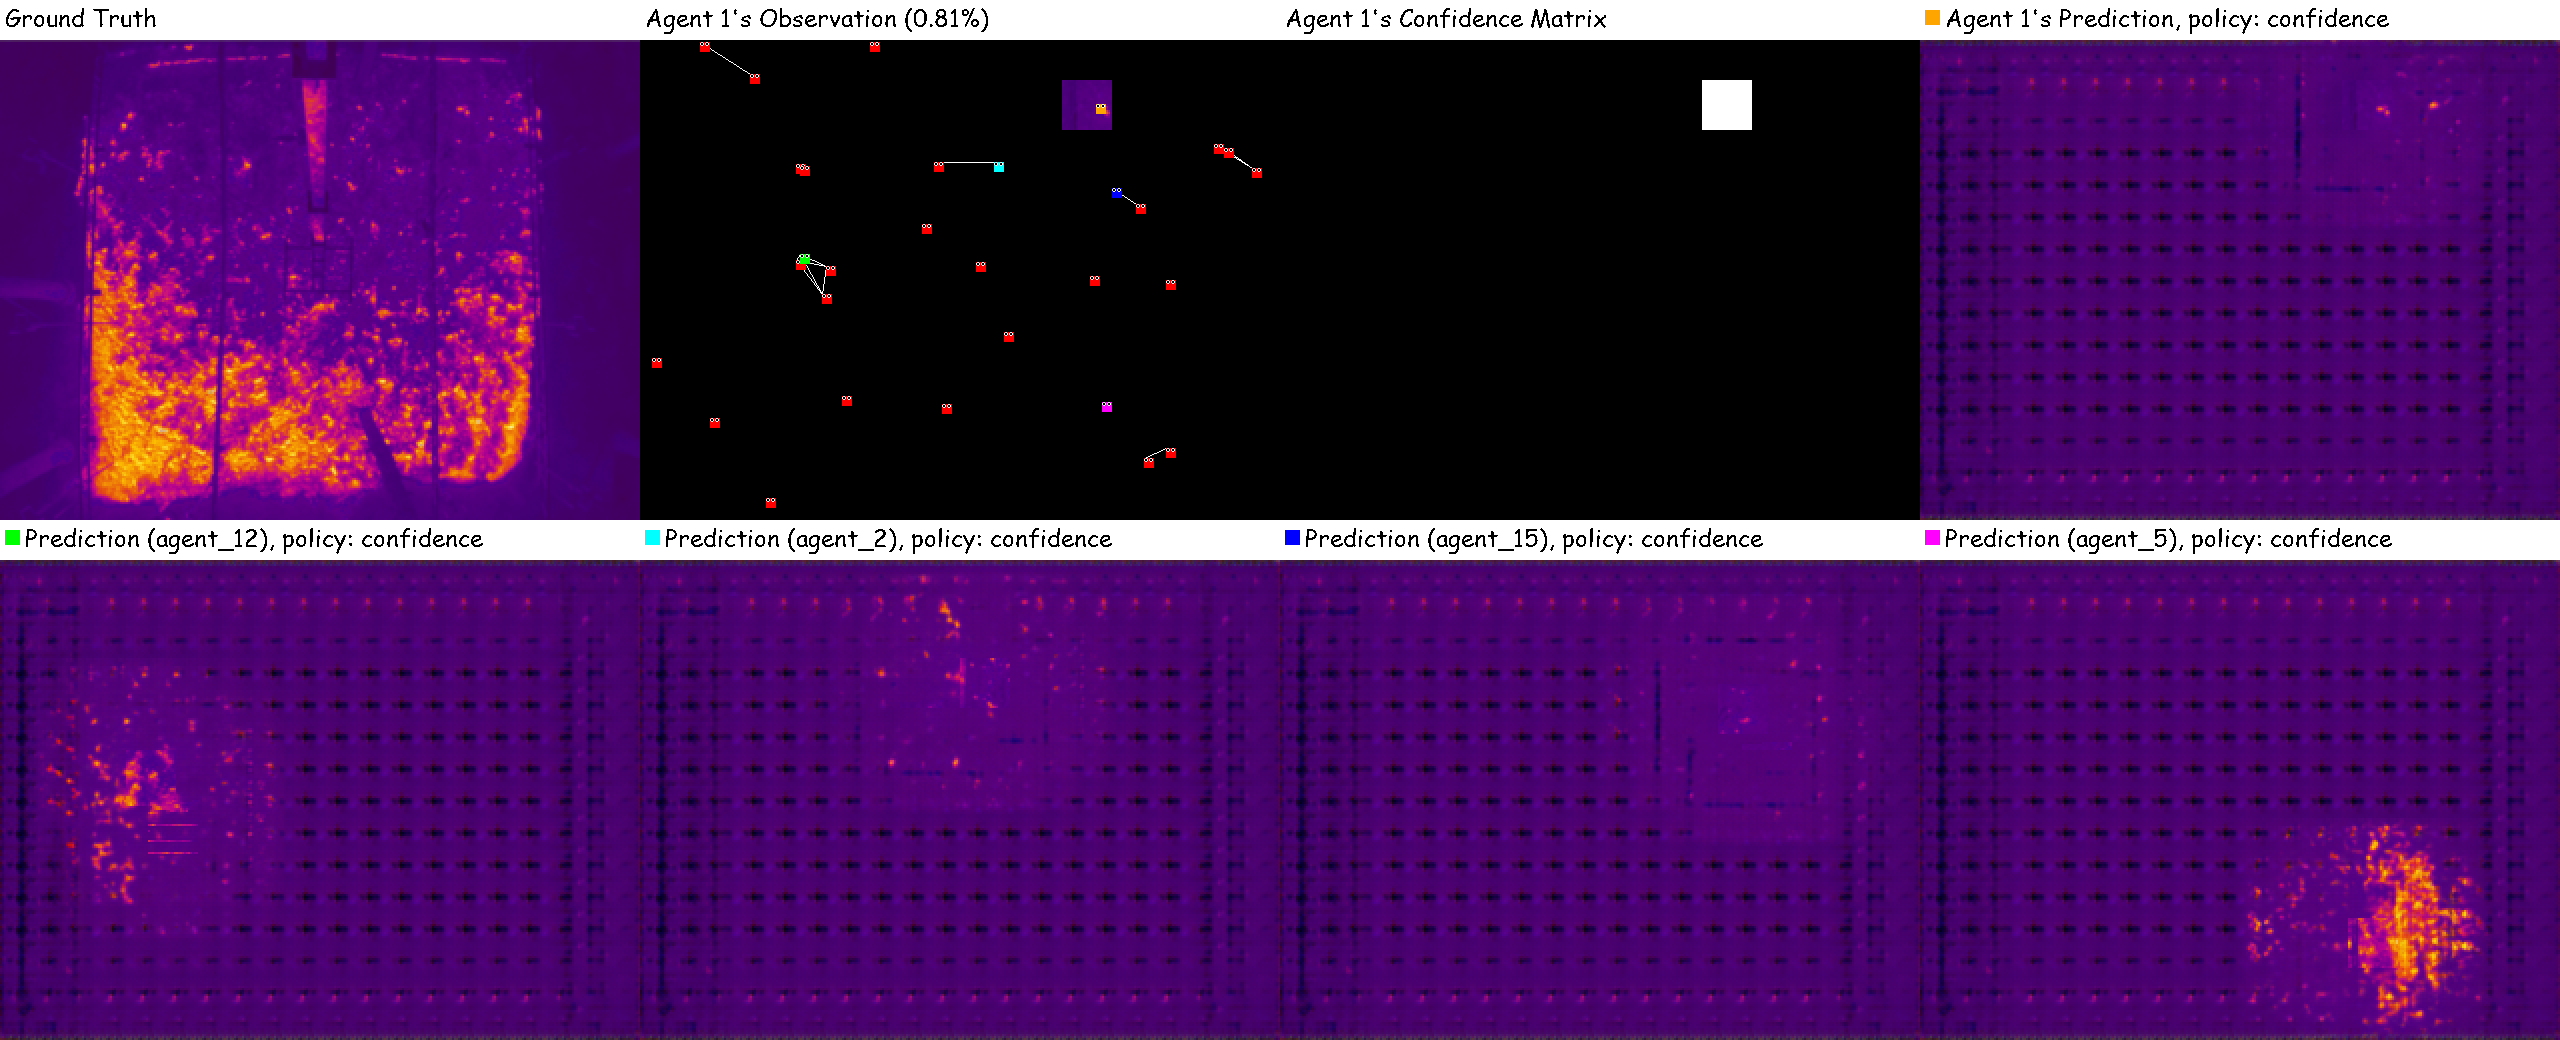 Ground Truth
Agent 1's Observation (0.81%)
Agent 1's Confidence Matrix
Agent 1's Prediction, policy: confidence
Prediction (agent_12), policy: confidence
Prediction (agent_2), policy: confidence
Prediction (agent_15), policy: confidence
Prediction (agent_5), policy: confidence